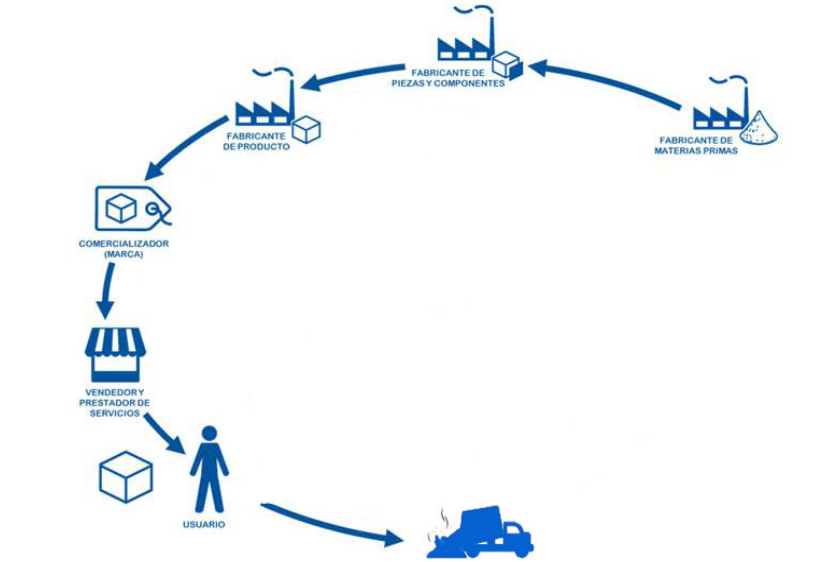 FABRICANTE DE
PIEZAS Y COMPONENTES
FABRICANTE DE
MATERIAS PRIMAS
FABRICANTE
DE PRODUCTO
COMERCIALIZADOR
(MARCA)
VENDEDOR Y
PRESTADOR DE
SERVICIOS
USUARIO